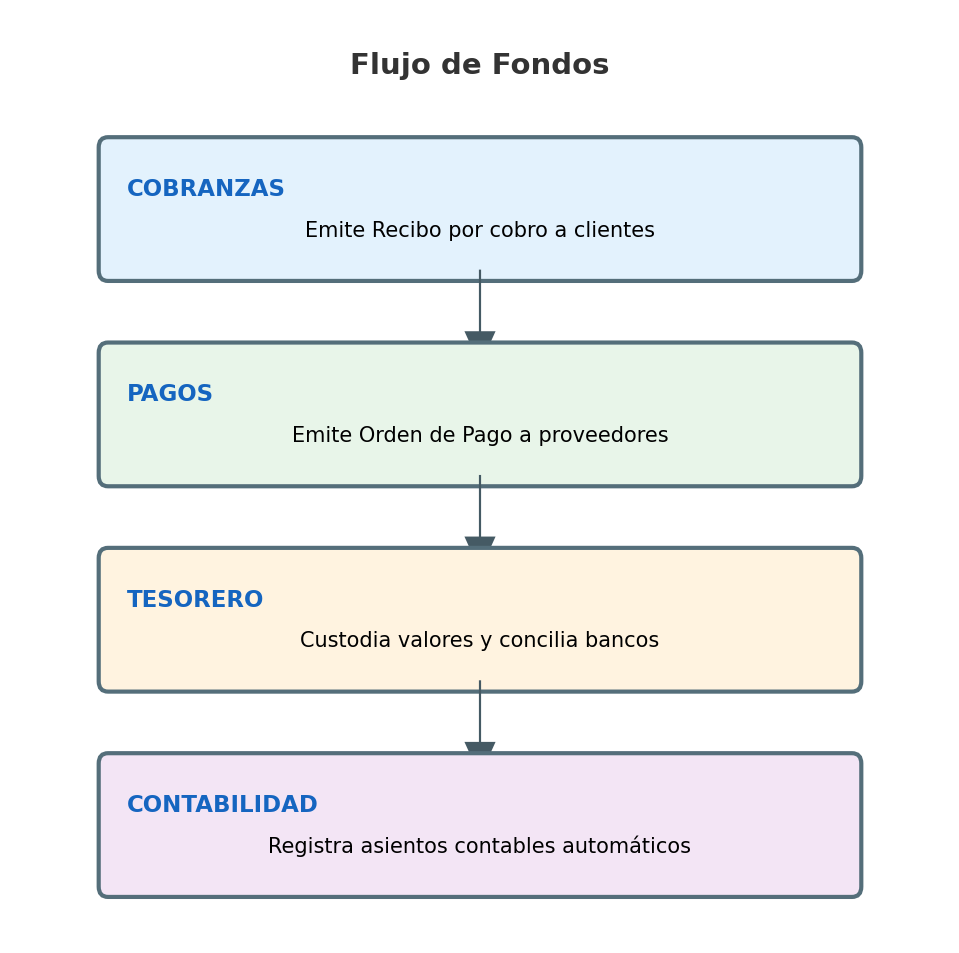 Flujo de Fondos
COBRANZAS
Emite Recibo por cobro a clientes
PAGOS
Emite Orden de Pago a proveedores
TESORERO
Custodia valores y concilia bancos
CONTABILIDAD
Registra asientos contables automáticos